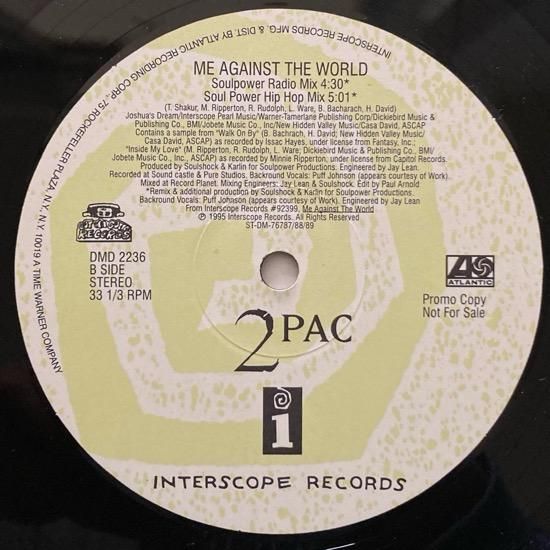 INTERSCOPE RECORDS MFG. & DIST. BY ATLANTIC RECORDING CORP., 75 ROCKEFELLER PLAZA, N.Y., N.Y. 10019 A TIME WARNER COMPANY
ME AGAINST THE WORLD
Soulpower Radio Mix 4:30*
Soul Power Hip Hop Mix 5:01*
(T. Shakur, M. Ripperton, R. Rudolph, L. Ware, B. Bacharach, H. David)
Joshua's Dream/Interscope Pearl Music/Warner-Tamerlane Publishing Corp/Dickiebird Music &
Publishing Co. BMI/Jobete Music Co., Inc/New Hidden Valley Music/Casa David, ASCAP
Contains a sample from "Walk On By" (B. Bachrach, H. David; New Hidden Valley Music/
Casa David, ASCAP) as recorded by Issac Hayes, under license from Fantasy, Inc.;
"Inside My Love" (M. Ripperton, R. Rudolph, L. Ware; Dickiebird Music & Publishing Co., BMI/
Jobete Music Co., Inc., ASCAP) as recorded by Minnie Ripperton, under license from Capitol Records.
Produced by Soulshock & Karlin for Soulpower Productions. Engineered by Jay Lean.
Recorded at Sound castle & Pure Studios. Backround Vocals: Puff Johnson (appears courtesy of Work).
Mixed at Record Planet. Mixing Engineers: Jay Lean & Soulshock. Edit by Paul Arnold
*Remix & additional production by Soulshock & Karlin for Soulpower Productions.
Backround Vocals: Puff Johnson (appears courtesy of Work). Engineered by Jay Lean.
From Interscope Records #92399, Me Against The World
Ⓟ 1995 Interscope Records. All Rights Reserved
ST-DM-76787/88/89
DMD 2236
B SIDE
STEREO
33 1/3 RPM
ATLANTIC
Promo Copy
Not For Sale
2PAC
i
INTERSCOPE RECORDS